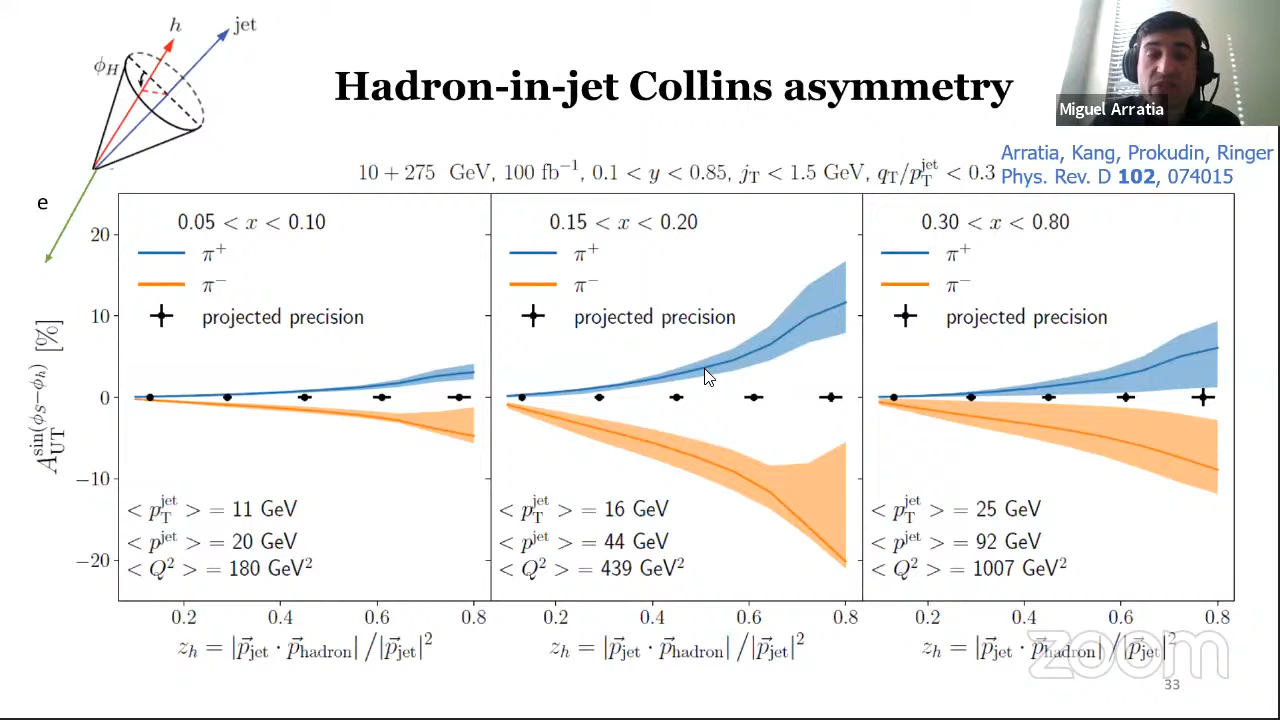 h
jet
ϕ_H
e
Hadron-in-jet Collins asymmetry
Miguel Arratia
Arratia, Kang, Prokudin, Ringer
Phys. Rev. D 102, 074015
10 + 275 GeV, 100 fb⁻¹, 0.1 < y < 0.85, j_T < 1.5 GeV, q_T/p_T^jet < 0.3
A_UT^sin(ϕ_S−ϕ_h) [%]
20
10
0
−10
−20
0.05 < x < 0.10
π⁺
π⁻
projected precision
< p_T^jet > = 11 GeV
< p^jet > = 20 GeV
< Q² > = 180 GeV²
0.15 < x < 0.20
π⁺
π⁻
projected precision
< p_T^jet > = 16 GeV
< p^jet > = 44 GeV
< Q² > = 439 GeV²
0.30 < x < 0.80
π⁺
π⁻
projected precision
< p_T^jet > = 25 GeV
< p^jet > = 92 GeV
< Q² > = 1007 GeV²
0.2 0.4 0.6 0.8
0.2 0.4 0.6 0.8
0.2 0.4 0.6 0.8
z_h = |p⃗_jet · p⃗_hadron| / |p⃗_jet|²
z_h = |p⃗_jet · p⃗_hadron| / |p⃗_jet|²
z_h = |p⃗_jet · p⃗_hadron| / |p⃗_jet|²
zoom
33